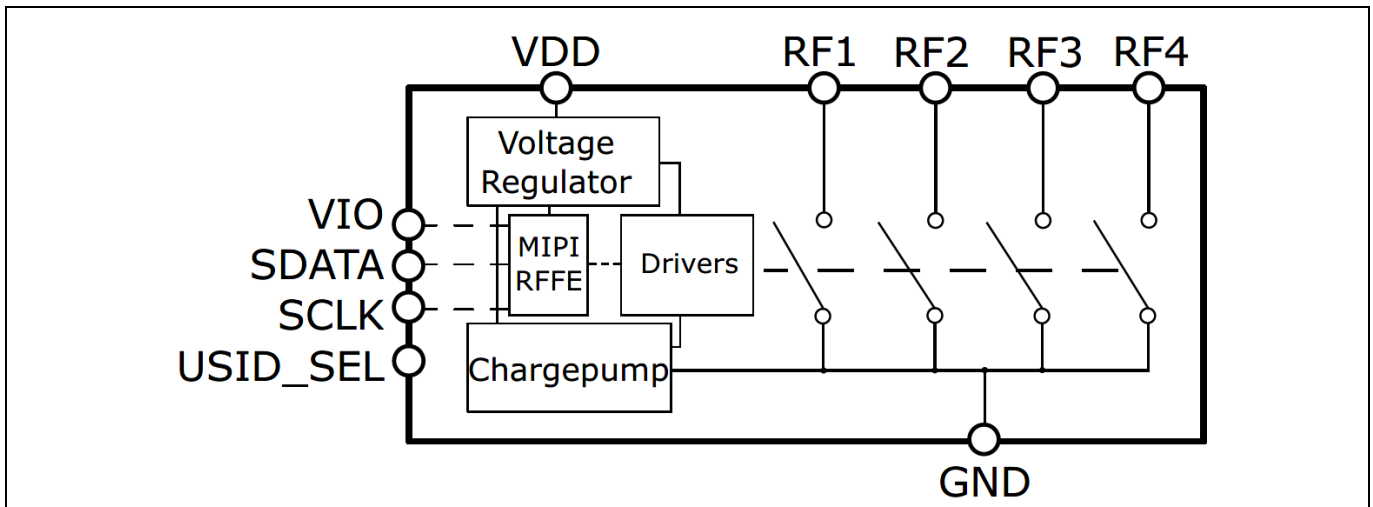 VDD
RF1
RF2
RF3
RF4
Voltage
Regulator
VIO
SDATA
SCLK
USID_SEL
MIPI
RFFE
Drivers
Chargepump
GND